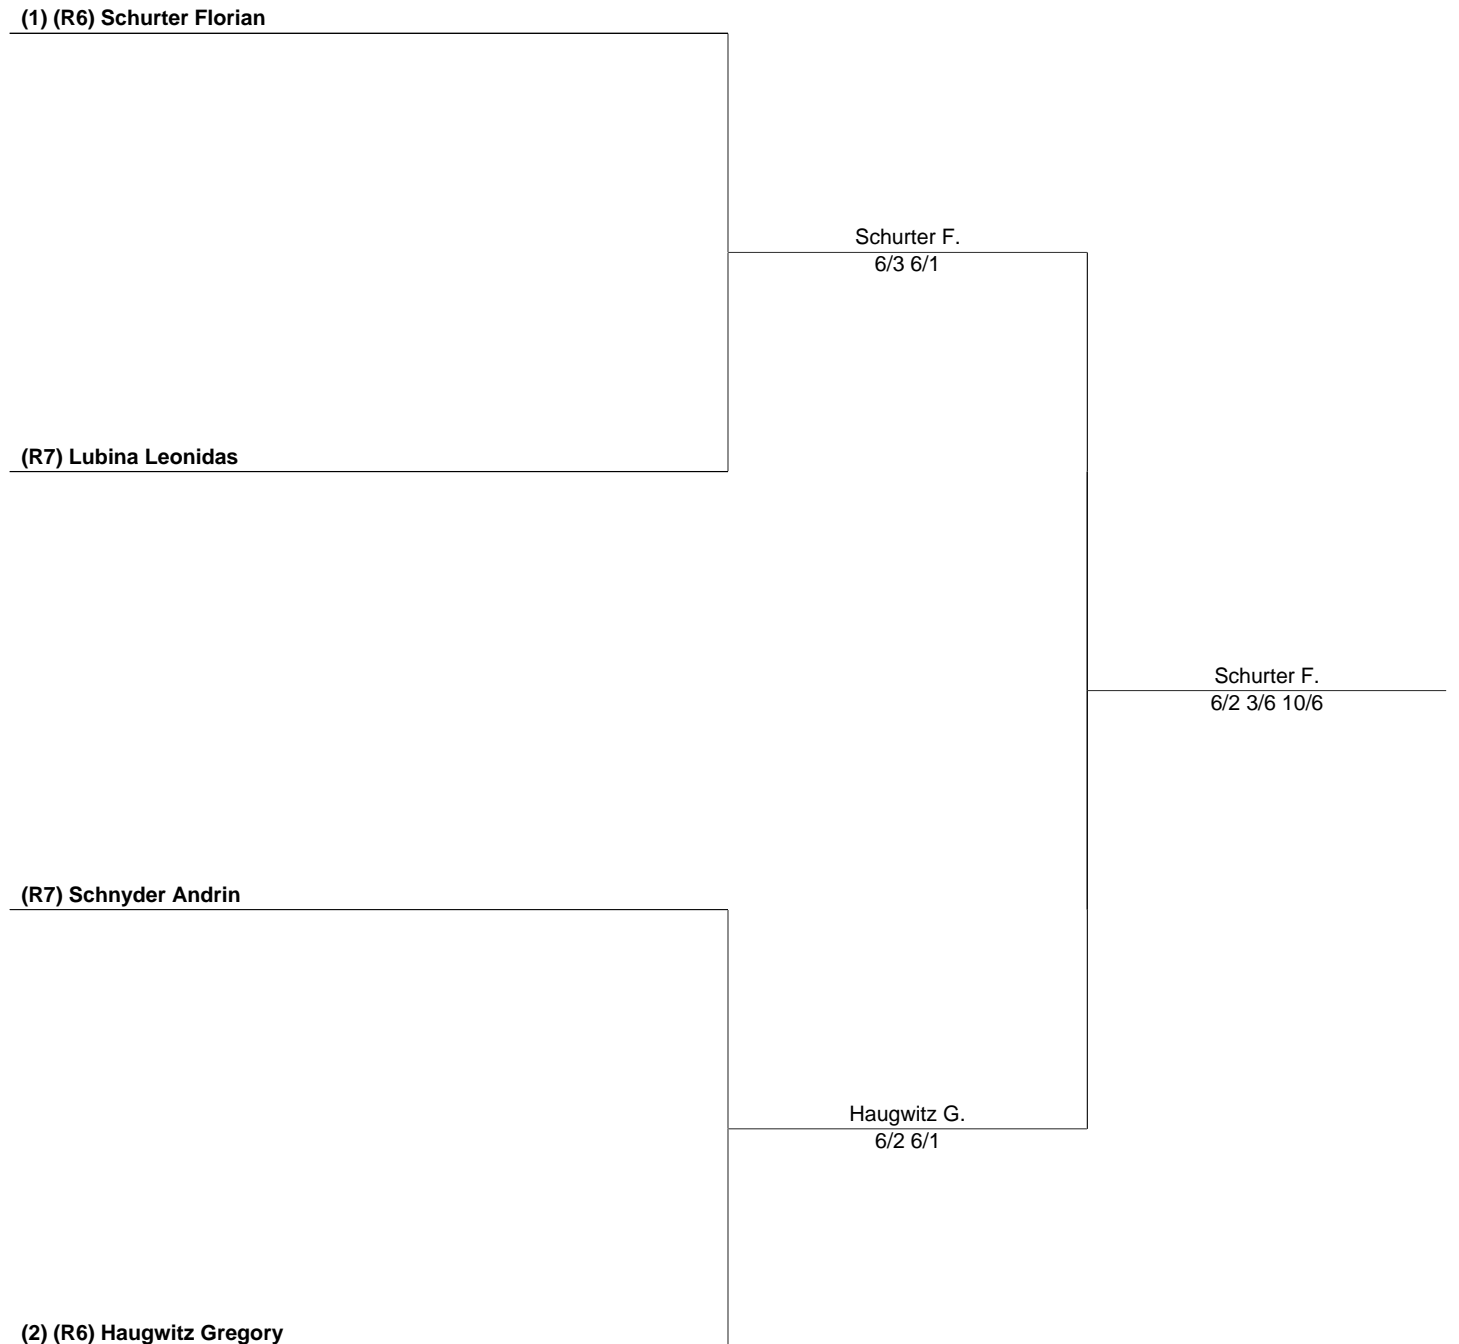 (1) (R6) Schurter Florian
Schurter F.
6/3 6/1
(R7) Lubina Leonidas
Schurter F.
6/2 3/6 10/6
(R7) Schnyder Andrin
Haugwitz G.
6/2 6/1
(2) (R6) Haugwitz Gregory